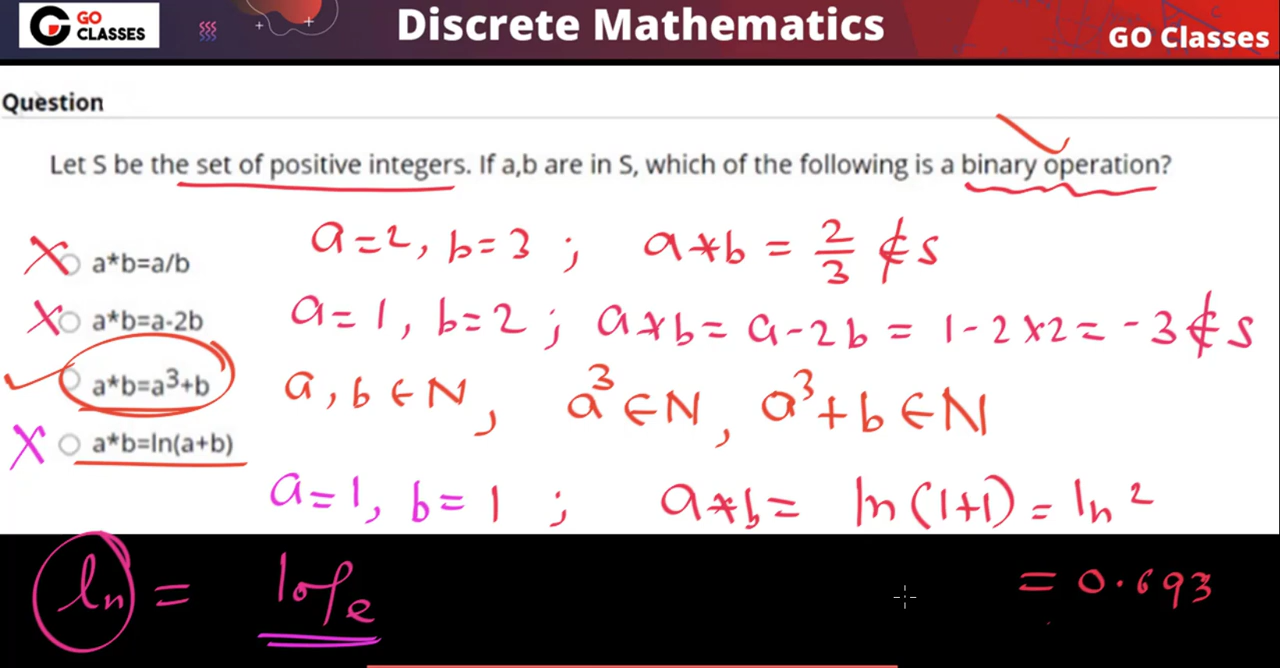 GO CLASSES
Discrete Mathematics
GO Classes
Question
Let S be the set of positive integers. If a,b are in S, which of the following is a binary operation?
a*b=a/b a=2, b=3 ; a*b = 2/3 ∉ S
a*b=a-2b a=1, b=2 ; a*b = a-2b = 1-2×2 = -3 ∉ S
a*b=a³+b a,b∈N, a³∈N, a³+b∈N
a*b=ln(a+b)
a=1, b=1 ; a*b = ln(1+1) = ln 2
ln = logₑ = 0.693